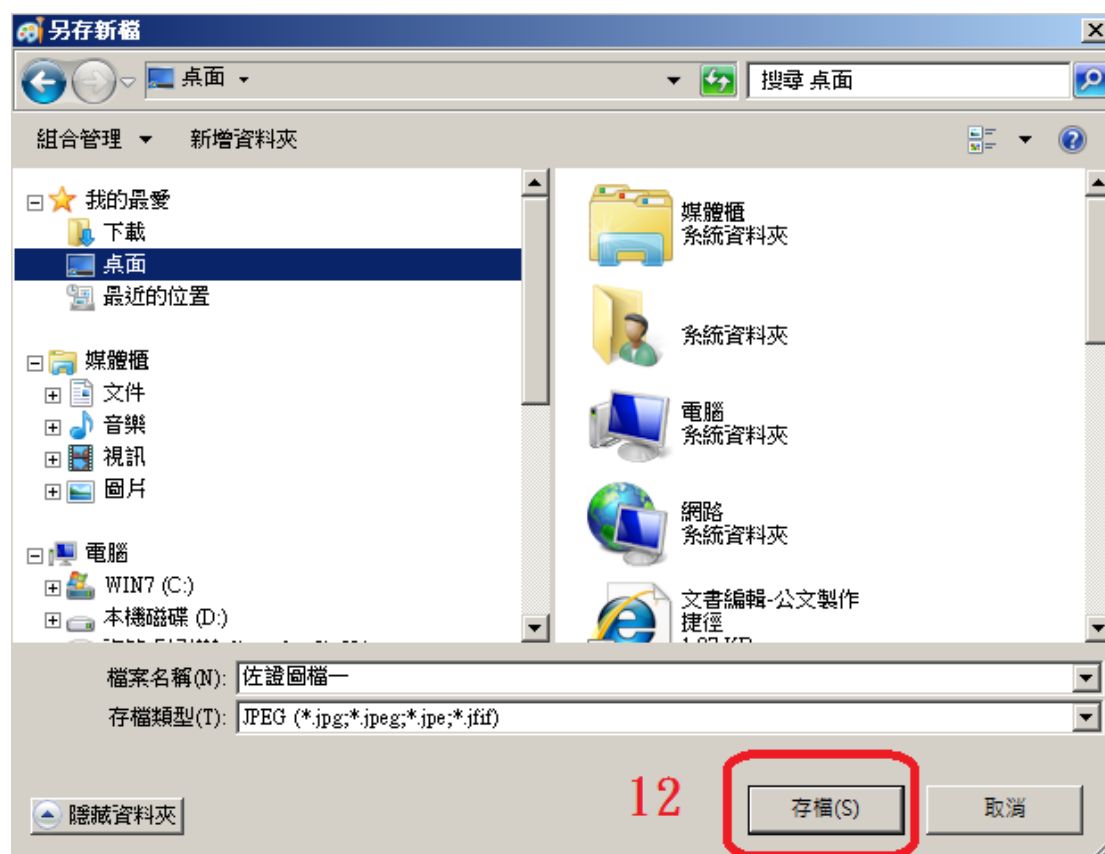 另存新檔
桌面
搜尋 桌面
組合管理
新增資料夾
我的最愛
下載
桌面
最近的位置
媒體櫃
文件
音樂
視訊
圖片
電腦
WIN7 (C:)
本機磁碟 (D:)
媒體櫃
系統資料夾
系統資料夾
電腦
系統資料夾
網路
系統資料夾
文書編輯-公文製作
捷徑
檔案名稱(N): 佐證圖檔一
存檔類型(T): JPEG (*.jpg;*.jpeg;*.jpe;*.jfif)
隱藏資料夾
12
存檔(S)
取消